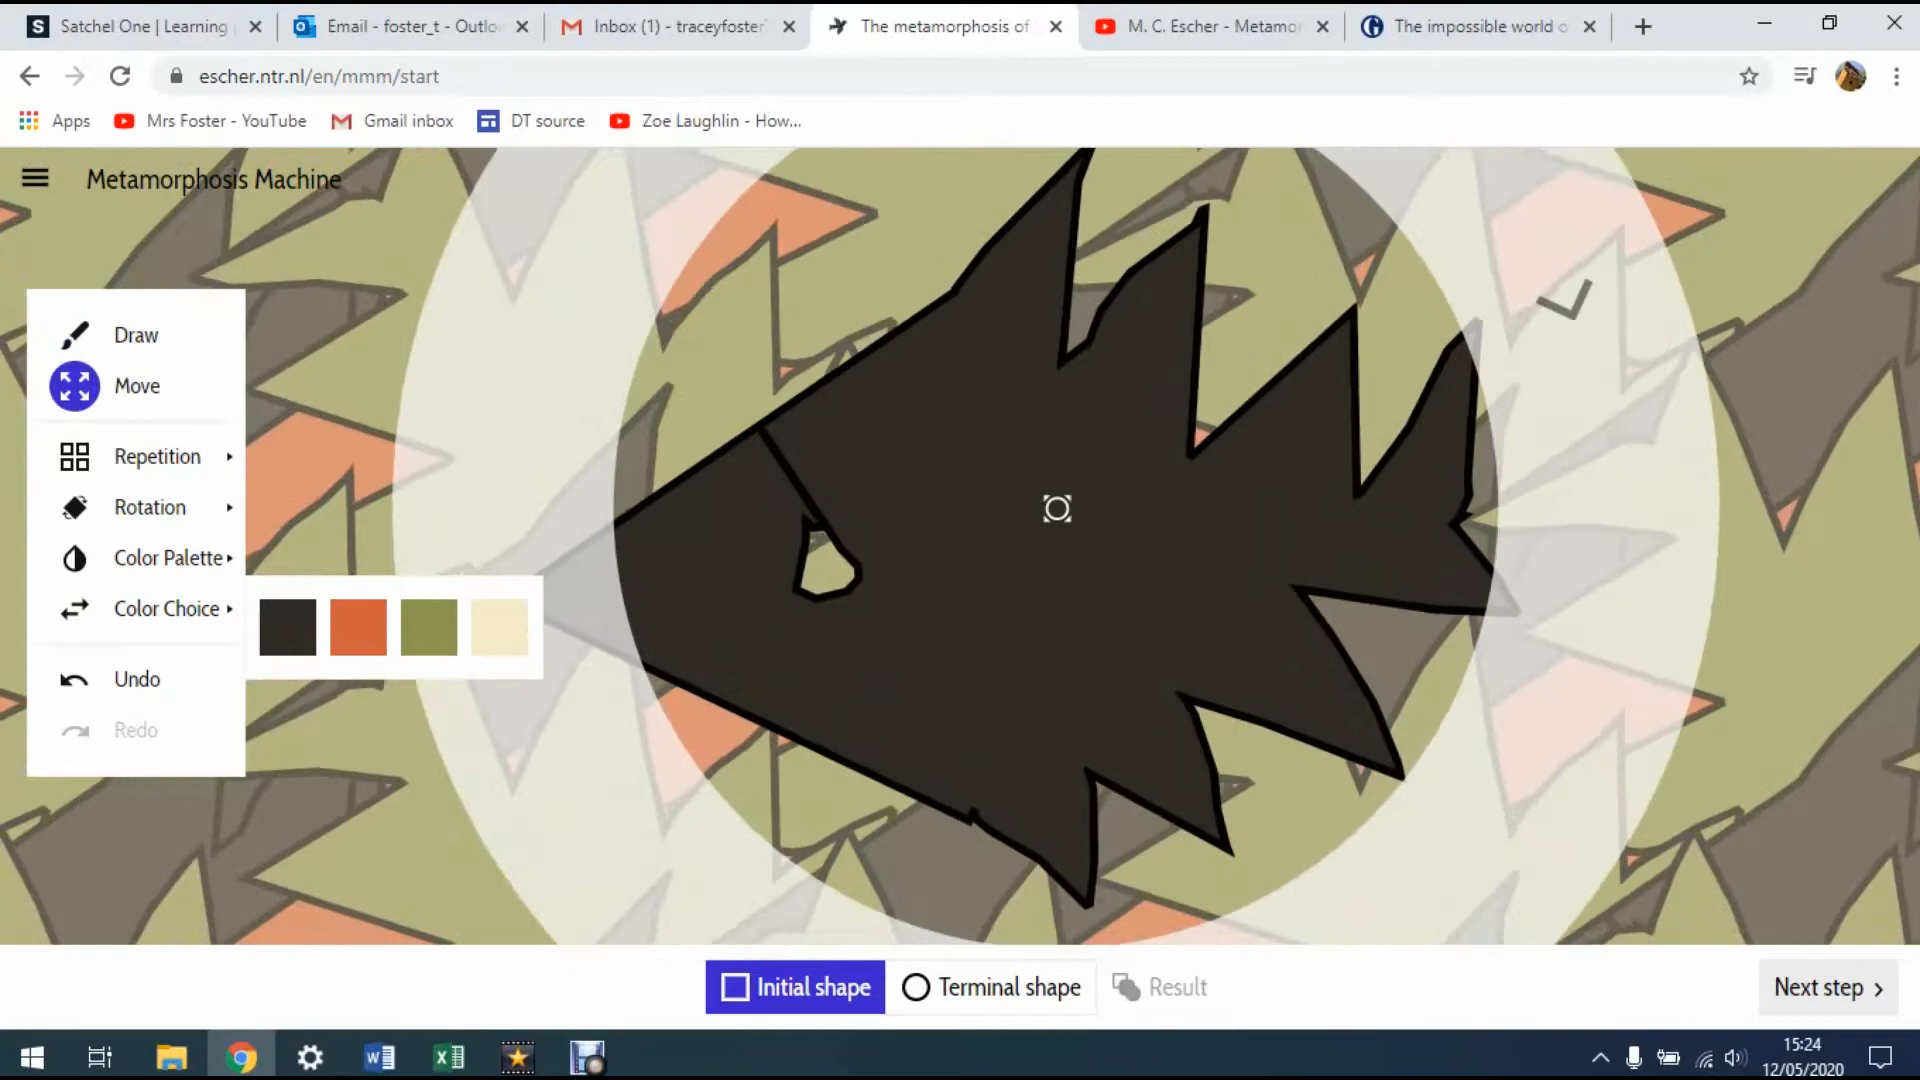 Satchel One | Learning
Email - foster_t - Outlo
Inbox (1) - traceyfoster
The metamorphosis of
M. C. Escher - Metamor
The impossible world o
escher.ntr.nl/en/mmm/start
Apps
Mrs Foster - YouTube
Gmail inbox
DT source
Zoe Laughlin - How...
Metamorphosis Machine
Draw
Move
Repetition
Rotation
Color Palette
Color Choice
Undo
Redo
Initial shape
Terminal shape
Result
Next step
15:24
12/05/2020